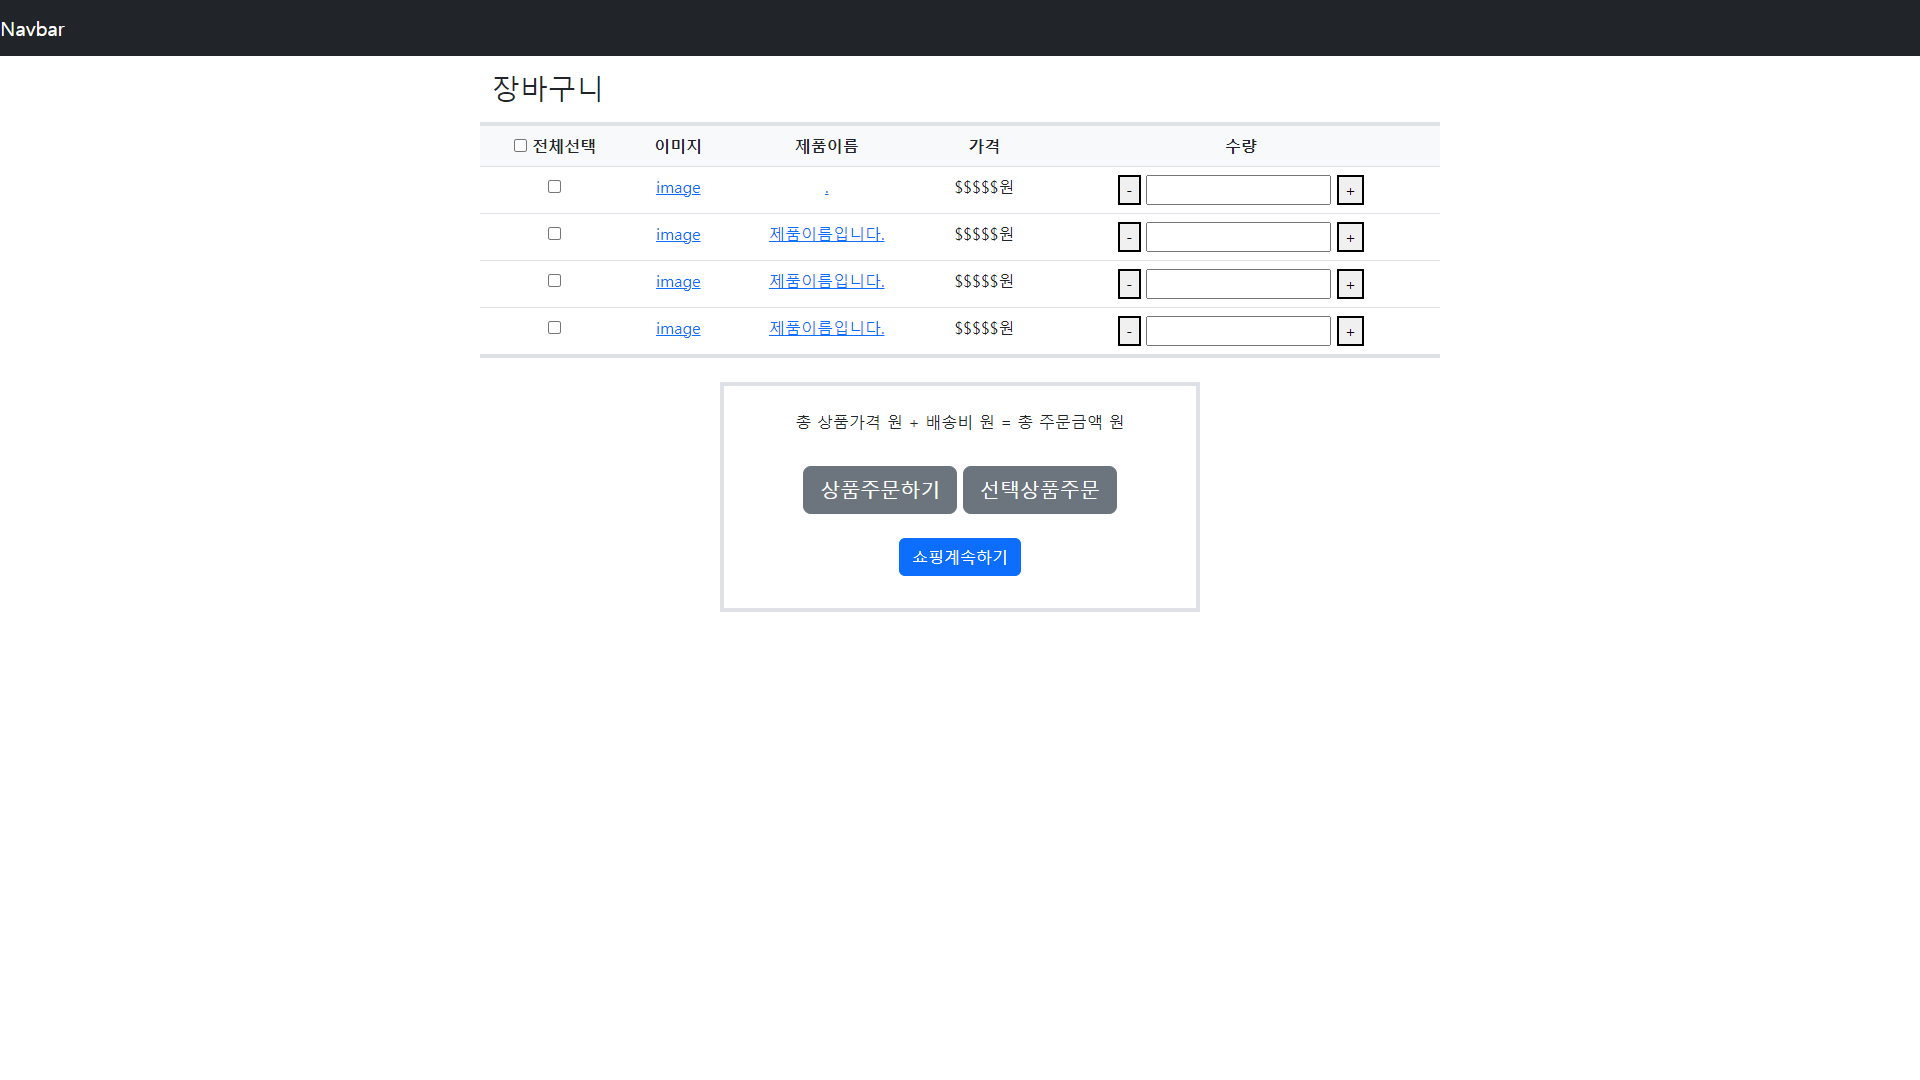 Navbar
장바구니
전체선택 이미지 제품이름 가격 수량
image . $$$$$원 - +
image 제품이름입니다. $$$$$원 - +
image 제품이름입니다. $$$$$원 - +
image 제품이름입니다. $$$$$원 - +
총 상품가격 원 + 배송비 원 = 총 주문금액 원
상품주문하기 선택상품주문
쇼핑계속하기